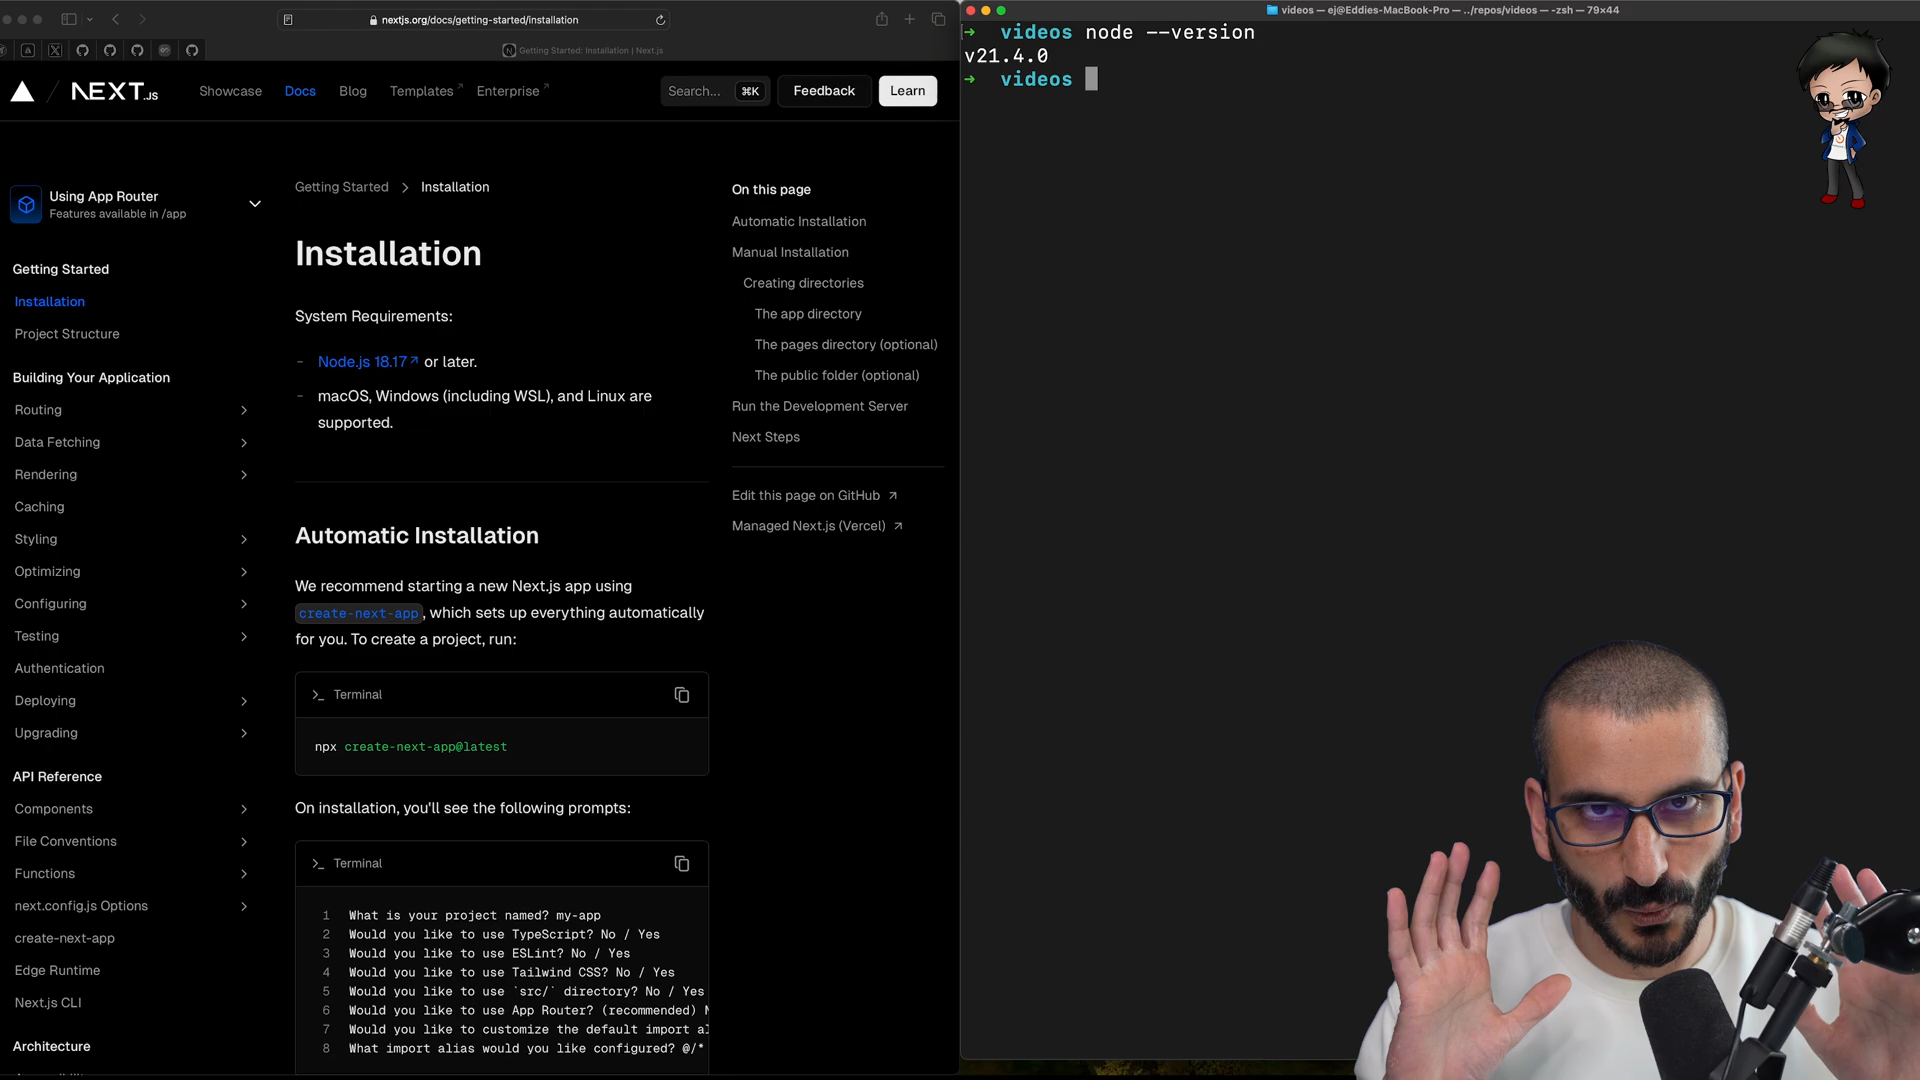 nextjs.org/docs/getting-started/installation
Getting Started: Installation | Next.js
NEXT.JS
Showcase
Docs
Blog
Templates
Enterprise
Search...
⌘K
Feedback
Learn
Using App Router
Features available in /app
Getting Started
Installation
Project Structure
Building Your Application
Routing
Data Fetching
Rendering
Caching
Styling
Optimizing
Configuring
Testing
Authentication
Deploying
Upgrading
API Reference
Components
File Conventions
Functions
next.config.js Options
create-next-app
Edge Runtime
Next.js CLI
Architecture
Getting Started > Installation
Installation
System Requirements:
- Node.js 18.17 or later.
- macOS, Windows (including WSL), and Linux are
supported.
Automatic Installation
We recommend starting a new Next.js app using
create-next-app, which sets up everything automatically
for you. To create a project, run:
>_ Terminal
npx create-next-app@latest
On installation, you'll see the following prompts:
>_ Terminal
1 What is your project named? my-app
2 Would you like to use TypeScript? No / Yes
3 Would you like to use ESLint? No / Yes
4 Would you like to use Tailwind CSS? No / Yes
5 Would you like to use `src/` directory? No / Yes
6 Would you like to use App Router? (recommended)
7 Would you like to customize the default import
8 What import alias would you like configured? @/*
On this page
Automatic Installation
Manual Installation
Creating directories
The app directory
The pages directory (optional)
The public folder (optional)
Run the Development Server
Next Steps
Edit this page on GitHub
Managed Next.js (Vercel)
videos — ej@Eddies-MacBook-Pro — ../repos/videos — -zsh — 79×44
➜ videos node --version
v21.4.0
➜ videos